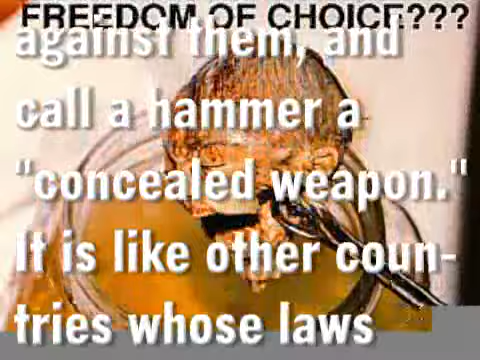 FREEDOM OF CHOICE???
against them, and
call a hammer a
"concealed weapon."
It is like other coun-
tries whose laws